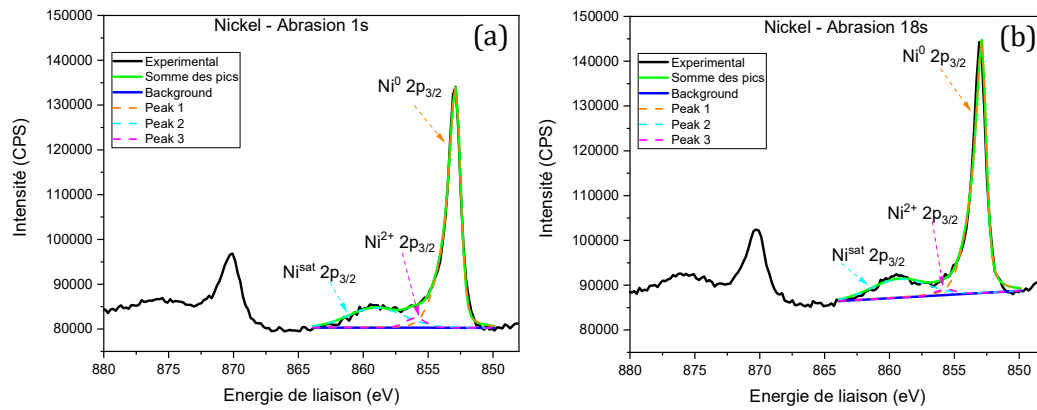 Nickel - Abrasion 1s
(a)
Experimental
Somme des pics
Background
Peak 1
Peak 2
Peak 3
Ni0 2p3/2
Ni2+ 2p3/2
Nisat 2p3/2
Intensité (CPS)
150000
140000
130000
120000
110000
100000
90000
80000
880 875 870 865 860 855 850
Energie de liaison (eV)
Nickel - Abrasion 18s
(b)
Experimental
Somme des pics
Background
Peak 1
Peak 2
Peak 3
Ni0 2p3/2
Ni2+ 2p3/2
Nisat 2p3/2
Intensité (CPS)
150000
140000
130000
120000
110000
100000
90000
80000
880 875 870 865 860 855 850
Energie de liaison (eV)